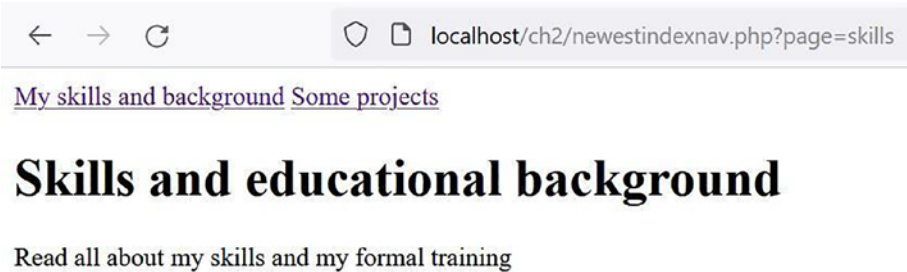 localhost/ch2/newestindexnav.php?page=skills
My skills and background Some projects
Skills and educational background
Read all about my skills and my formal training